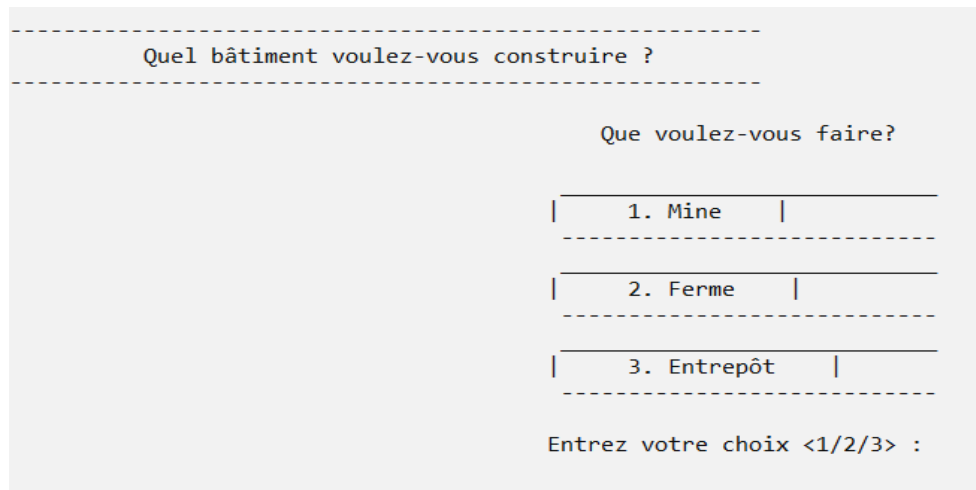 Quel bâtiment voulez-vous construire ?
Que voulez-vous faire?
| 1. Mine |
| 2. Ferme |
| 3. Entrepôt |
Entrez votre choix <1/2/3> :